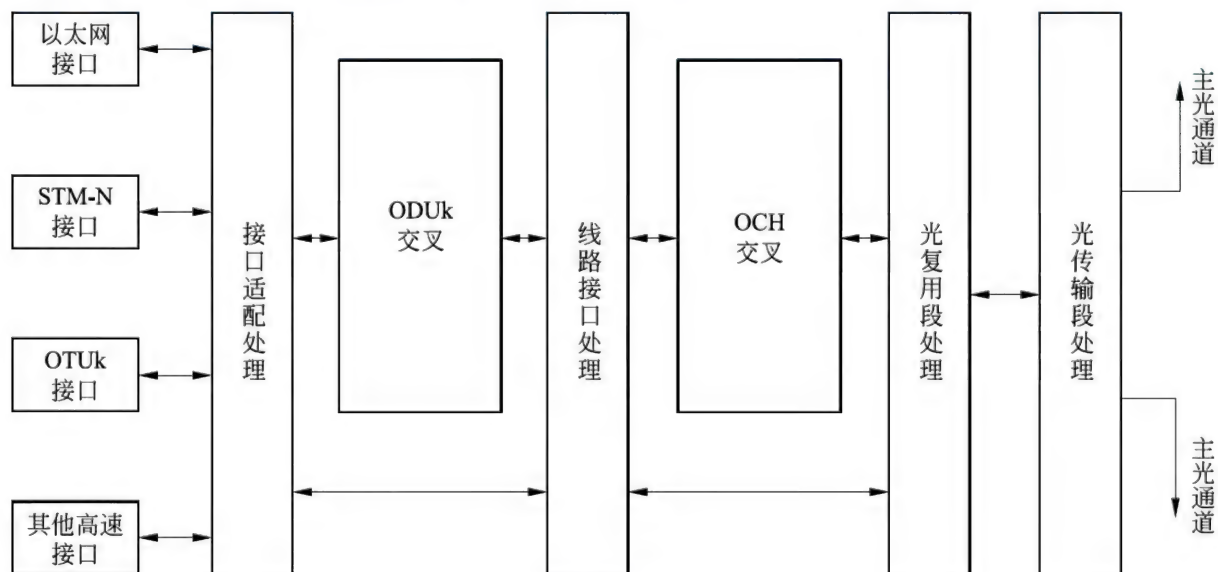 以太网
接口
STM-N
接口
OTUk
接口
其他高速
接口
接口适配处理
ODUk
交叉
线路接口处理
OCH
交叉
光复用段处理
光传输段处理
主光通道
主光通道